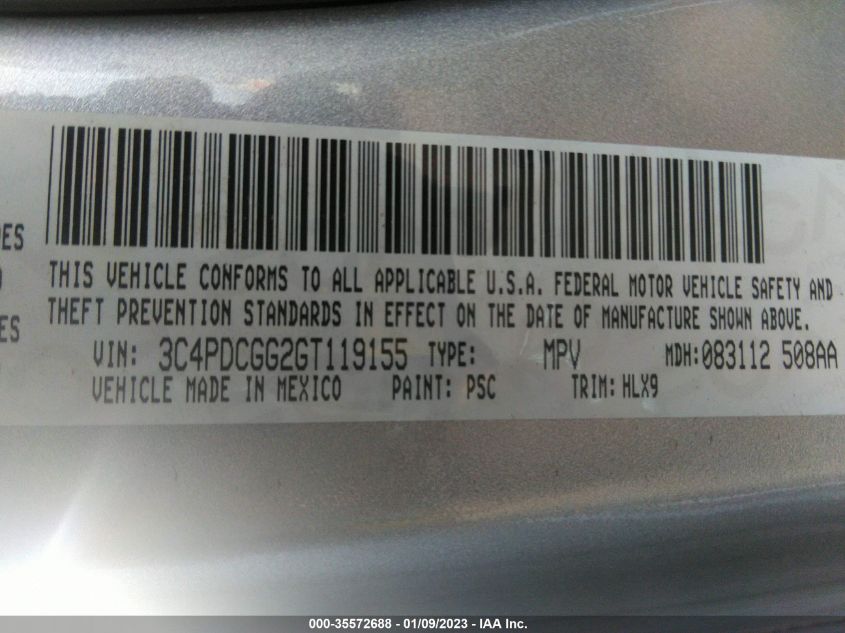 THIS VEHICLE CONFORMS TO ALL APPLICABLE U.S.A. FEDERAL MOTOR VEHICLE SAFETY AND
THEFT PREVENTION STANDARDS IN EFFECT ON THE DATE OF MANUFACTURE SHOWN ABOVE.
VIN: 3C4PDCGG2GT119155 TYPE: MPV MDH:083112 508AA
VEHICLE MADE IN MEXICO PAINT: PSC TRIM: HLX9
000-35572688 - 01/09/2023 - IAA Inc.